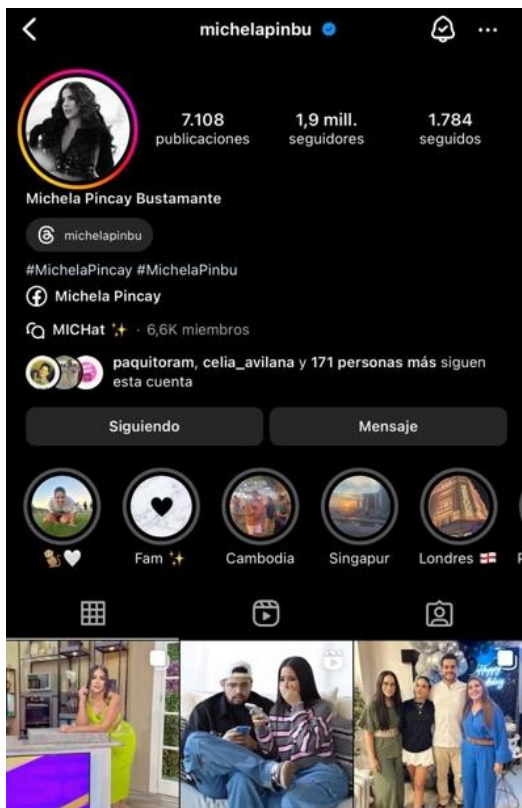 michelapinbu
7.108
publicaciones
1,9 mill.
seguidores
1.784
seguidos
Michela Pincay Bustamante
michelapinbu
#MichelaPincay #MichelaPinbu
Michela Pincay
MICHat ✨ · 6,6K miembros
paquitoram, celia_avilana y 171 personas más siguen
esta cuenta
Siguiendo
Mensaje
🐒🤍
Fam ✨
Cambodia
Singapur
Londres 🏴󠁧󠁢󠁥󠁮󠁧󠁿